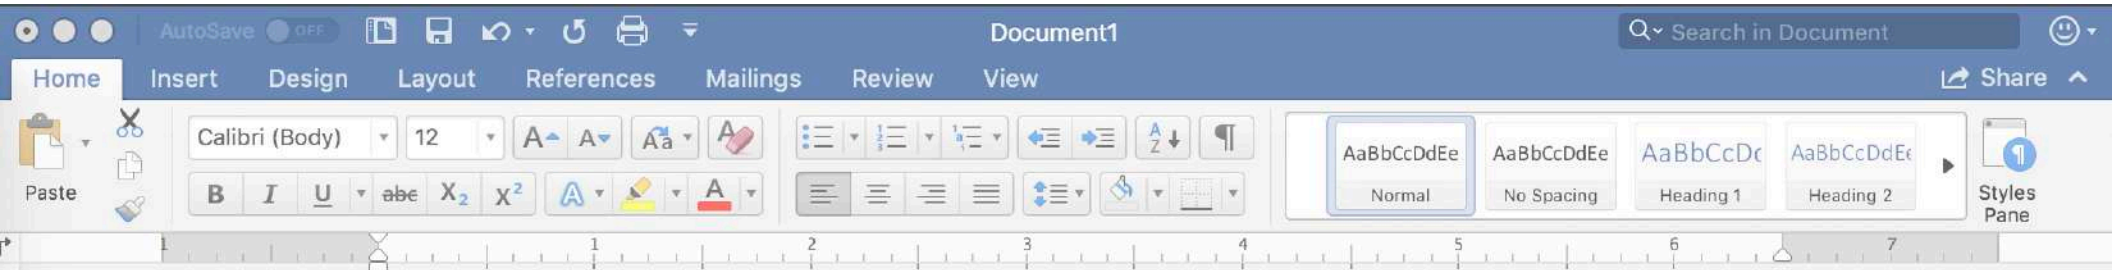 AutoSave OFF Document1 Search in Document
Home Insert Design Layout References Mailings Review View Share
Calibri (Body) 12 A A Aa A
Paste
B I U abc X2 X2 A A
A Z ¶
AaBbCcDdEe AaBbCcDdEe AaBbCcDc AaBbCcDdEe
Normal No Spacing Heading 1 Heading 2
Styles
Pane
1 1 2 3 4 5 6 7